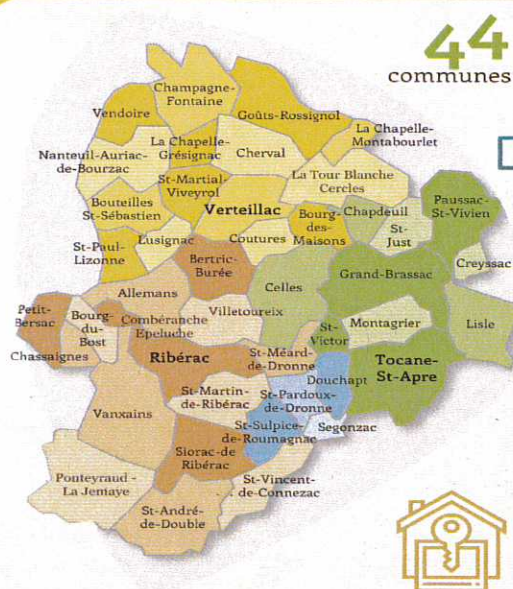 44
communes
Champagne-
Fontaine
Vendoire
Goûts-Rossignol
La Chapelle-
Montabourlet
La Chapelle-
Grésignac
Cherval
Nanteuil-Auriac-
de-Bourzac
St-Martial-
Viveyrol
La Tour Blanche
Cercles
Bouteilles
St-Sébastien
Verteillac
Bourg-
des-
Maisons
Chapdeuil
Paussac-
St-Vivien
St-
Just
St-Paul-
Lizonne
Lusignac
Coutures
Bertric-
Burée
Grand-Brassac
Creyssac
Allemans
Celles
Petit-
Bersac
Bourg-
du-
Bost
Combéranche
Epeluche
Villetoureix
St-
Victor
Montagrier
Lisle
Chassaignes
Ribérac
St-Méard-
de-Dronne
Douchapt
Tocane-
St-Apre
St-Martin-
de-Ribérac
St-Pardoux-
de-Dronne
Vanxains
St-Sulpice-
de-Roumagnac
Segonzac
Siorac-de
Ribérac
Ponteyraud -
La Jemaye
St-Vincent-
de-Connezac
St-André-
de-Double